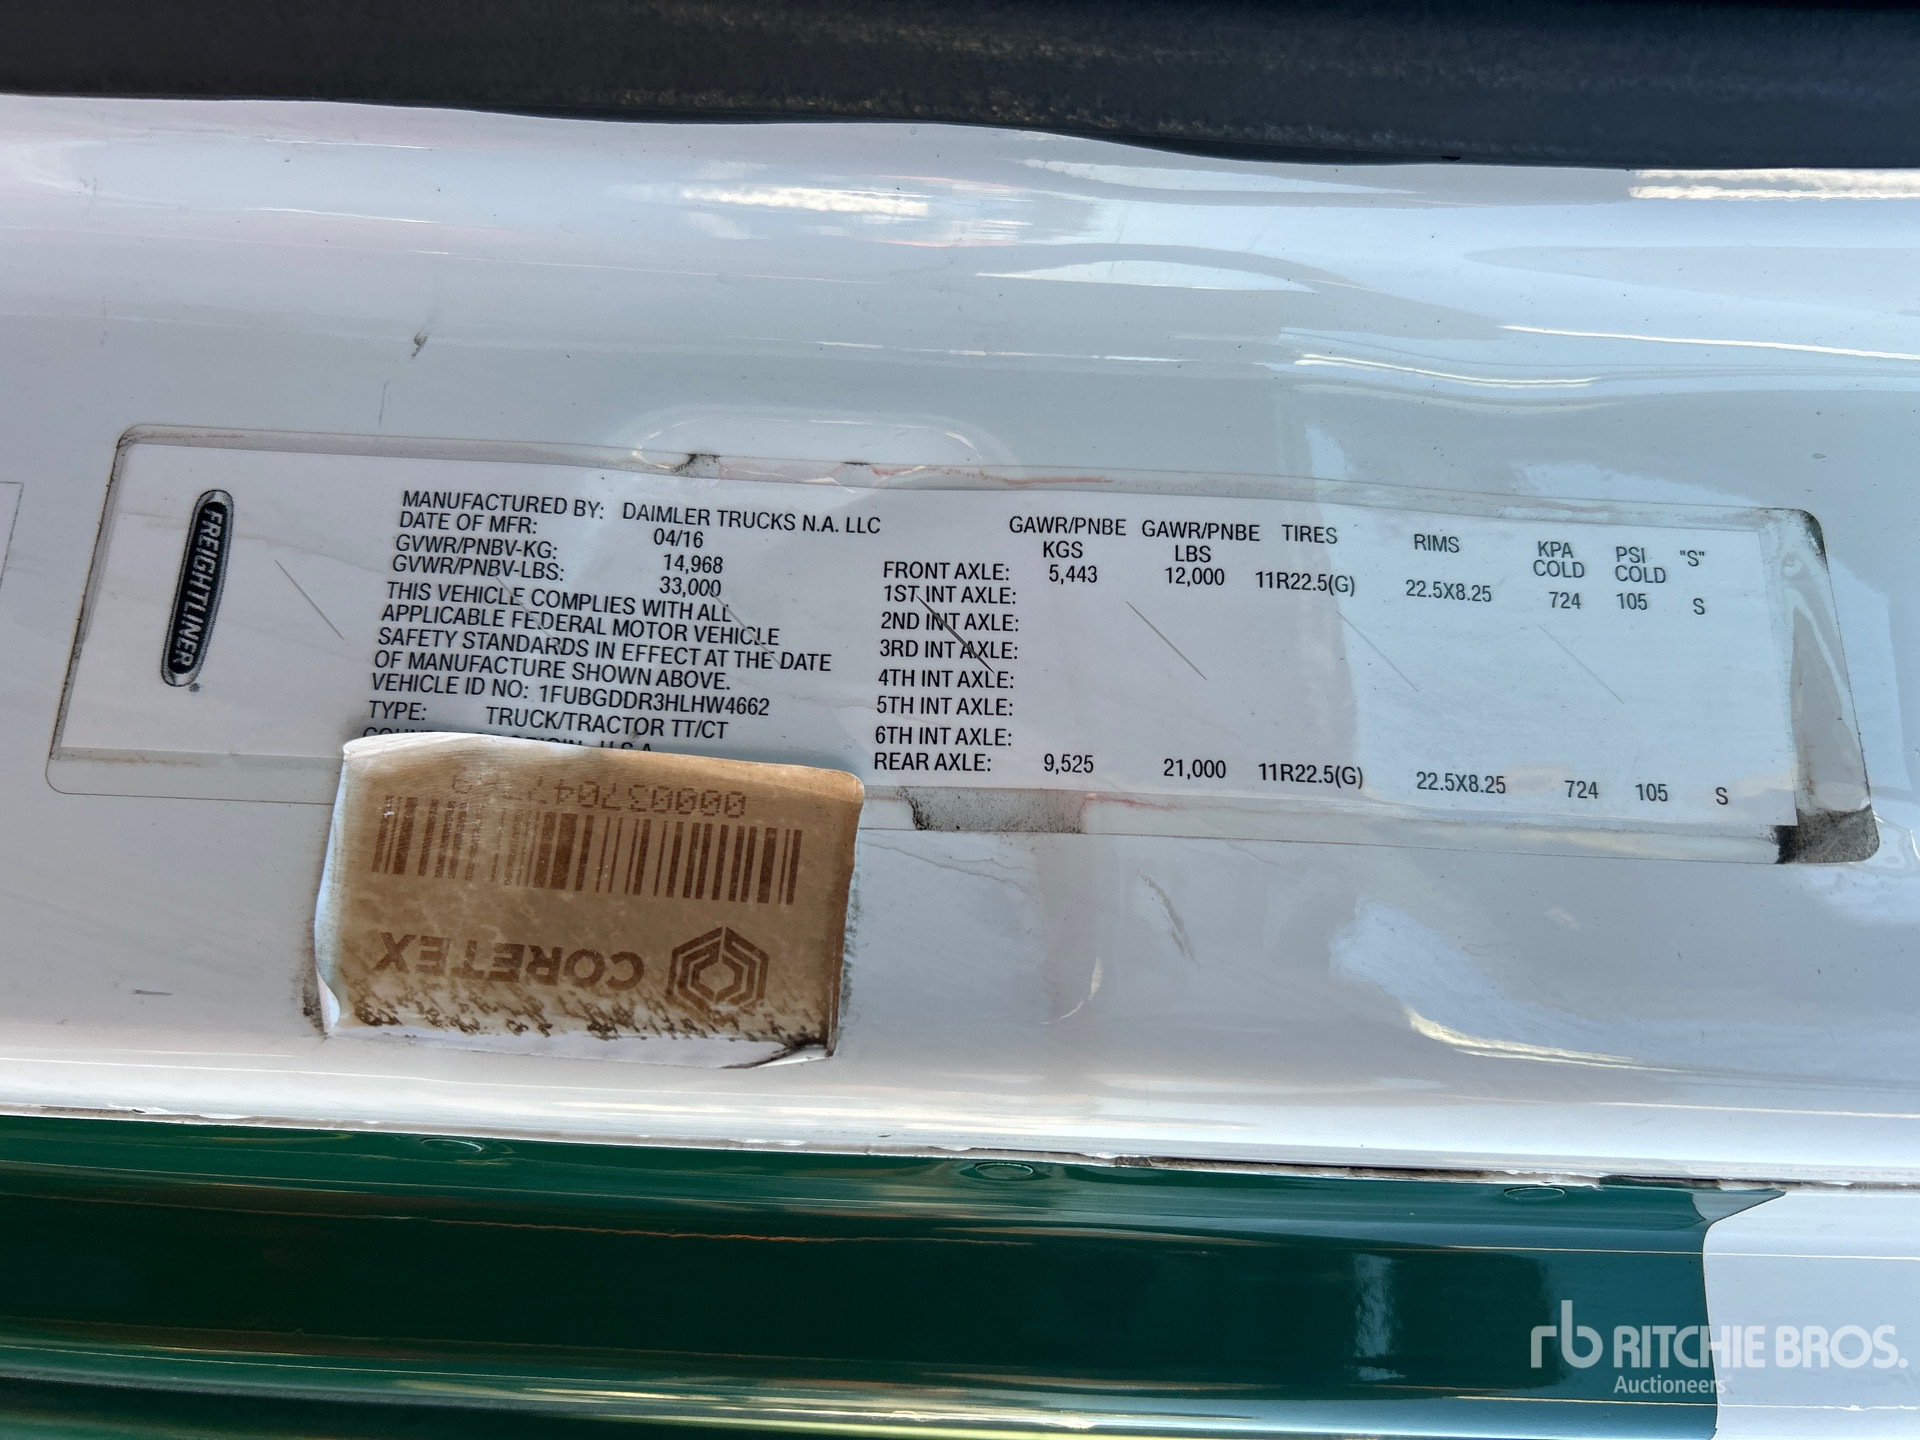 FREIGHTLINER®
MANUFACTURED BY: DAIMLER TRUCKS N.A. LLC
DATE OF MFR: 04/16
GVWR/PNBV-KG: 14,968
GVWR/PNBV-LBS: 33,000
THIS VEHICLE COMPLIES WITH ALL
APPLICABLE FEDERAL MOTOR VEHICLE
SAFETY STANDARDS IN EFFECT AT THE DATE
OF MANUFACTURE SHOWN ABOVE.
VEHICLE ID NO: 1FUBGDDR3HLHW4662
TYPE: TRUCK/TRACTOR TT/CT
U.S.A.
GAWR/PNBE KGS GAWR/PNBE LBS TIRES RIMS KPA COLD PSI COLD "S"
FRONT AXLE: 5,443 12,000 11R22.5(G) 22.5X8.25 724 105 S
1ST INT AXLE:
2ND INT AXLE:
3RD INT AXLE:
4TH INT AXLE:
5TH INT AXLE:
6TH INT AXLE:
REAR AXLE: 9,525 21,000 11R22.5(G) 22.5X8.25 724 105 S
CORETEX
rb RITCHIE BROS.
Auctioneers